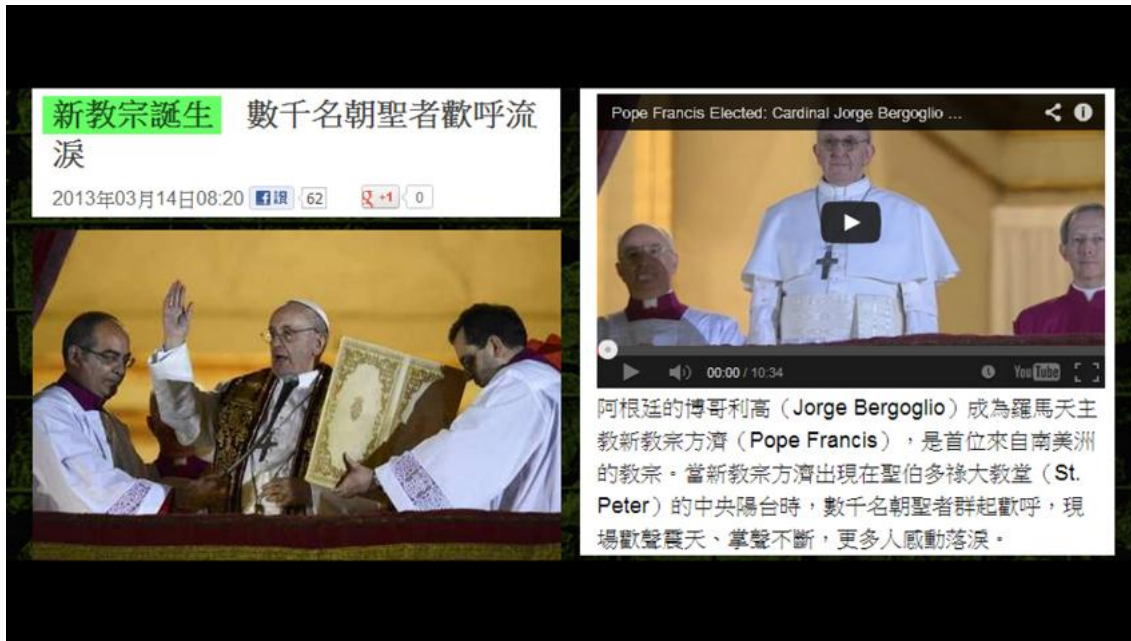 新教宗誕生 數千名朝聖者歡呼流
淚
2013年03月14日08:20 讚 62 +1 0
Pope Francis Elected: Cardinal Jorge Bergoglio ...
00:00 / 10:34 YouTube
阿根廷的博哥利高（Jorge Bergoglio）成為羅馬天主
教新教宗方濟（Pope Francis），是首位來自南美洲
的教宗。當新教宗方濟出現在聖伯多祿大教堂（St.
Peter）的中央陽台時，數千名朝聖者群起歡呼，現
場歡聲震天、掌聲不斷，更多人感動落淚。